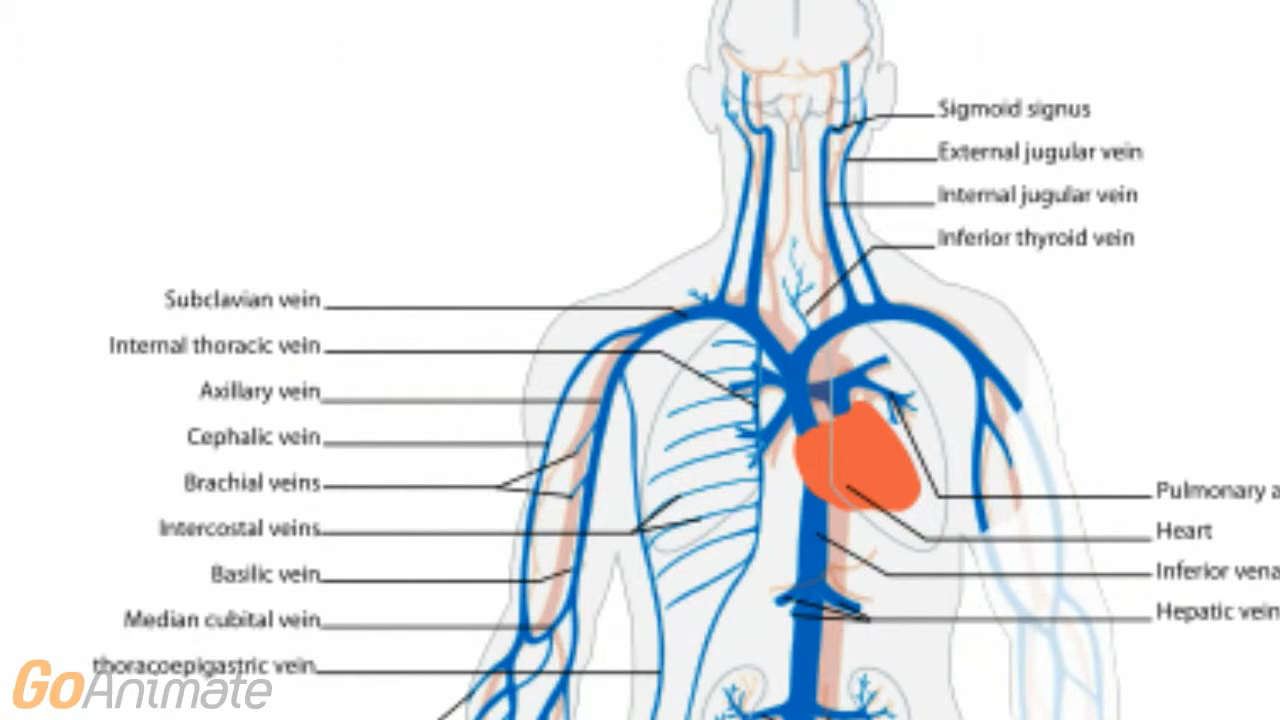 Sigmoid signus
External jugular vein
Internal jugular vein
Inferior thyroid vein
Subclavian vein
Internal thoracic vein
Axillary vein
Cephalic vein
Brachial veins
Intercostal veins
Basilic vein
Median cubital vein
thoracoepigastric vein
Pulmonary a
Heart
Inferior vena
Hepatic vein
GoAnimate